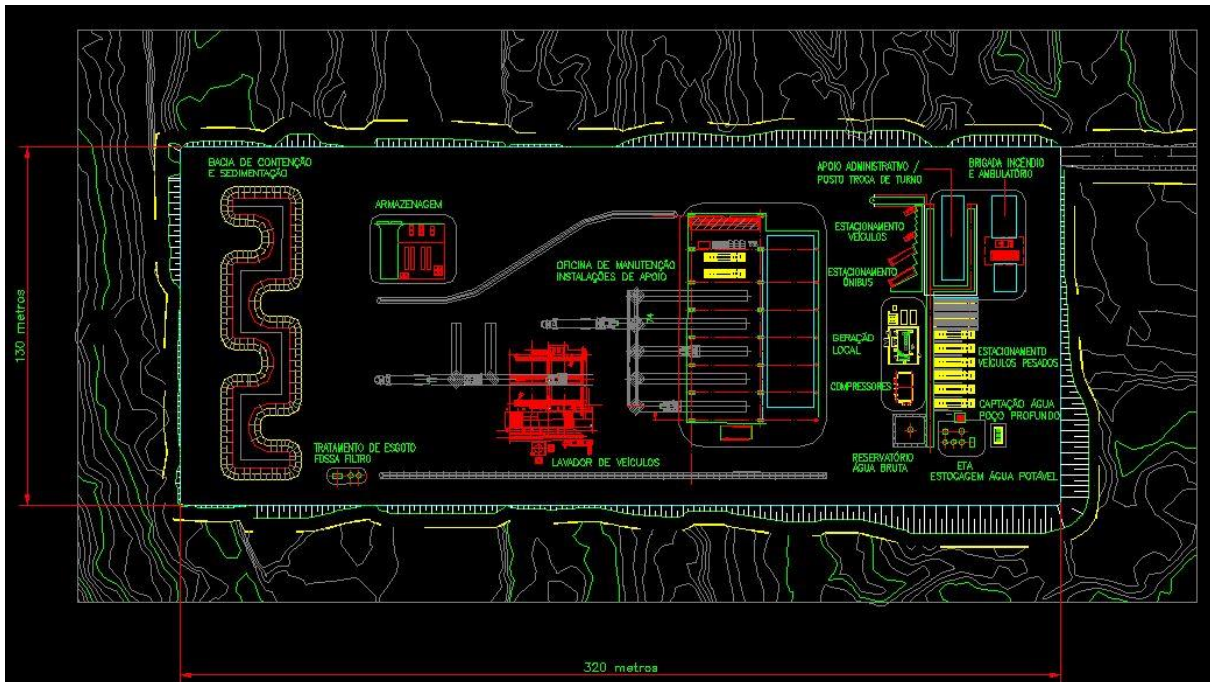 BACIA DE CONTENÇÃO
E SEDIMENTAÇÃO
ARMAZENAGEM
OFICINA DE MANUTENÇÃO
INSTALAÇÕES DE APOIO
74
APOIO ADMINISTRATIVO /
POSTO TROCA DE TURNO
BRIGADA INCÊNDIO
E AMBULATÓRIO
ESTACIONAMENTO
VEÍCULOS
ESTACIONAMENTO
ÔNIBUS
GERAÇÃO
LOCAL
ESTACIONAMENTO
VEÍCULOS PESADOS
COMPRESSORES
CAPTAÇÃO ÁGUA
POÇO PROFUNDO
TRATAMENTO DE ESGOTO
FOSSA FILTRO
LAVADOR DE VEÍCULOS
RESERVATÓRIO
ÁGUA BRUTA
ETA
ESTOCAGEM ÁGUA POTÁVEL
130 metros
320 metros